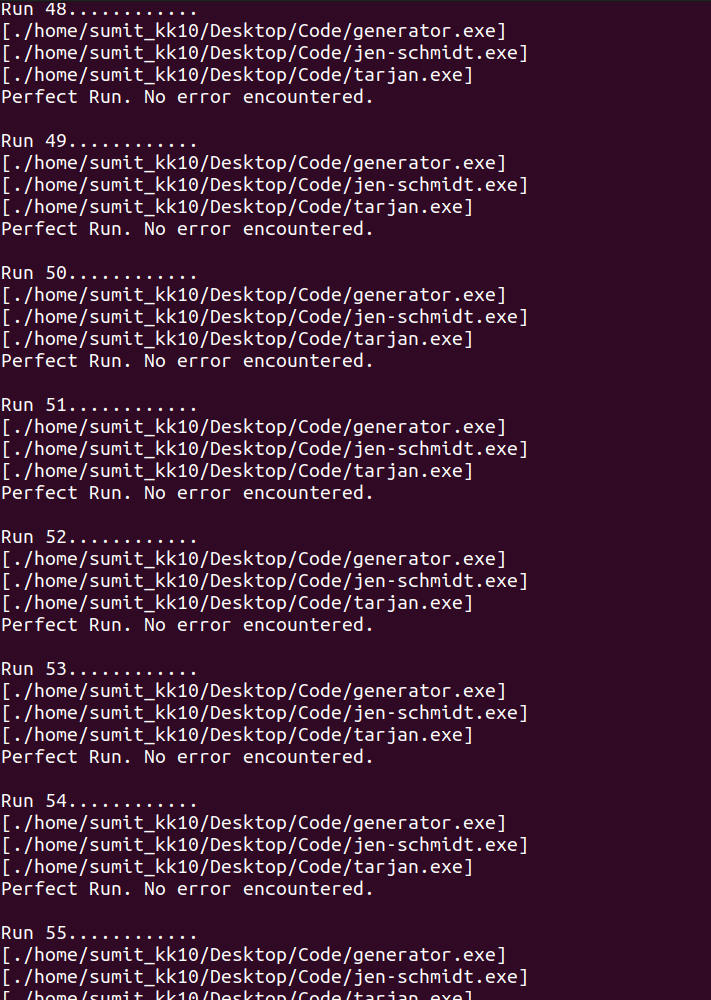 Run 48............
[./home/sumit_kk10/Desktop/Code/generator.exe]
[./home/sumit_kk10/Desktop/Code/jen-schmidt.exe]
[./home/sumit_kk10/Desktop/Code/tarjan.exe]
Perfect Run. No error encountered.
Run 49............
[./home/sumit_kk10/Desktop/Code/generator.exe]
[./home/sumit_kk10/Desktop/Code/jen-schmidt.exe]
[./home/sumit_kk10/Desktop/Code/tarjan.exe]
Perfect Run. No error encountered.
Run 50............
[./home/sumit_kk10/Desktop/Code/generator.exe]
[./home/sumit_kk10/Desktop/Code/jen-schmidt.exe]
[./home/sumit_kk10/Desktop/Code/tarjan.exe]
Perfect Run. No error encountered.
Run 51............
[./home/sumit_kk10/Desktop/Code/generator.exe]
[./home/sumit_kk10/Desktop/Code/jen-schmidt.exe]
[./home/sumit_kk10/Desktop/Code/tarjan.exe]
Perfect Run. No error encountered.
Run 52............
[./home/sumit_kk10/Desktop/Code/generator.exe]
[./home/sumit_kk10/Desktop/Code/jen-schmidt.exe]
[./home/sumit_kk10/Desktop/Code/tarjan.exe]
Perfect Run. No error encountered.
Run 53............
[./home/sumit_kk10/Desktop/Code/generator.exe]
[./home/sumit_kk10/Desktop/Code/jen-schmidt.exe]
[./home/sumit_kk10/Desktop/Code/tarjan.exe]
Perfect Run. No error encountered.
Run 54............
[./home/sumit_kk10/Desktop/Code/generator.exe]
[./home/sumit_kk10/Desktop/Code/jen-schmidt.exe]
[./home/sumit_kk10/Desktop/Code/tarjan.exe]
Perfect Run. No error encountered.
Run 55............
[./home/sumit_kk10/Desktop/Code/generator.exe]
[./home/sumit_kk10/Desktop/Code/jen-schmidt.exe]
[./home/sumit_kk10/Desktop/Code/tarjan.exe]